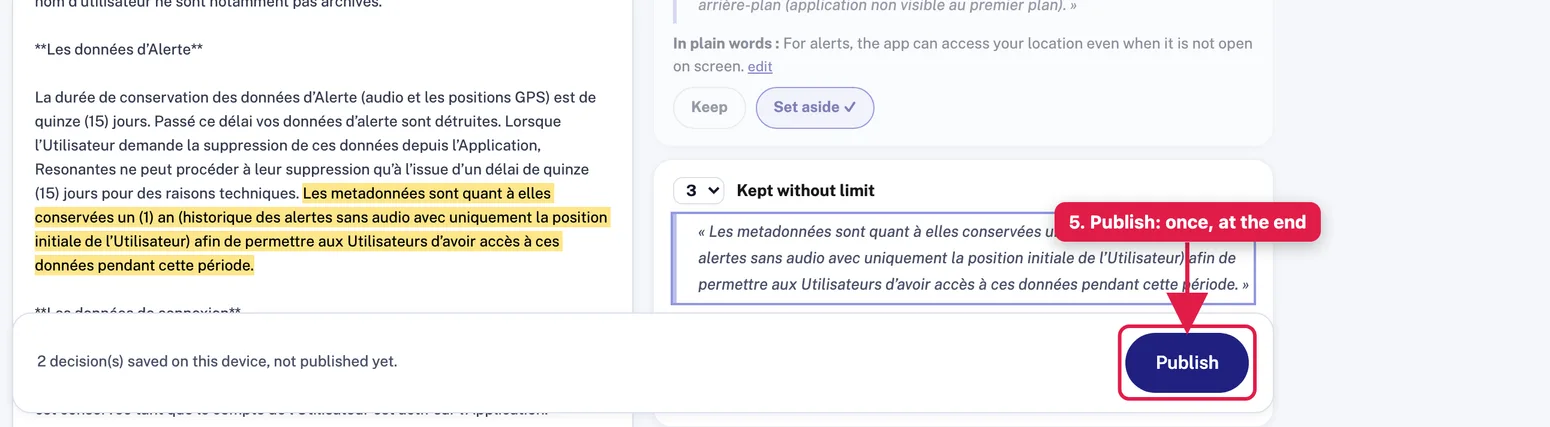 nom d'utilisateur ne sont notamment pas archivés.
**Les données d’Alerte**
La durée de conservation des données d’Alerte (audio et les positions GPS) est de
quinze (15) jours. Passé ce délai vos données d’alerte sont détruites. Lorsque
l’Utilisateur demande la suppression de ces données depuis l’Application,
Resonantes ne peut procéder à leur suppression qu’à l’issue d’un délai de quinze
(15) jours pour des raisons techniques. Les metadonnées sont quant à elles
conservées un (1) an (historique des alertes sans audio avec uniquement la position
initiale de l’Utilisateur) afin de permettre aux Utilisateurs d’avoir accès à ces
données pendant cette période.
**Les données de connexion**
arrière-plan (application non visible au premier plan). »
In plain words : For alerts, the app can access your location even when it is not open
on screen. edit
Keep
Set aside ✓
3
Kept without limit
« Les metadonnées sont quant à elles conservées u
alertes sans audio avec uniquement la position initiale de l’Utilisateur) afin de
permettre aux Utilisateurs d’avoir accès à ces données pendant cette période. »
5. Publish: once, at the end
2 decision(s) saved on this device, not published yet.
Publish